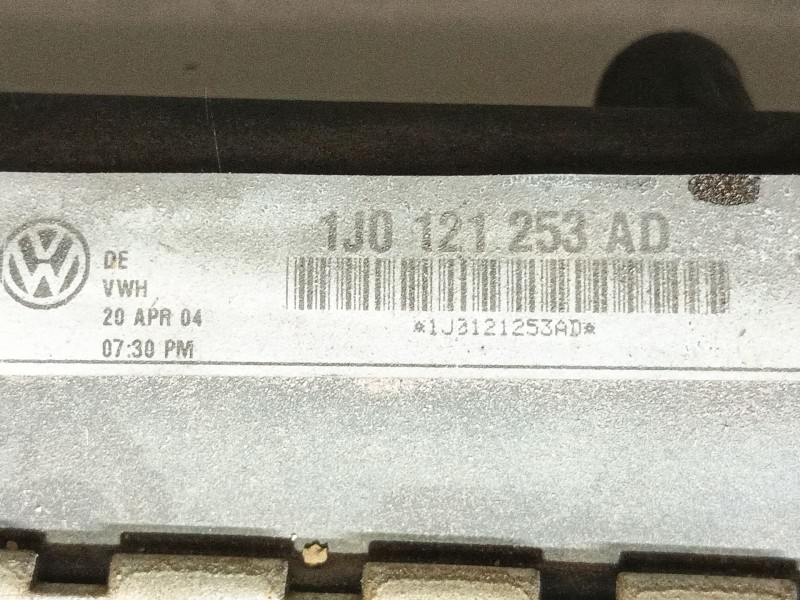 1J0 121 253 AD
DE
VWH
20 APR 04
07:30 PM
*1J3121253AD*